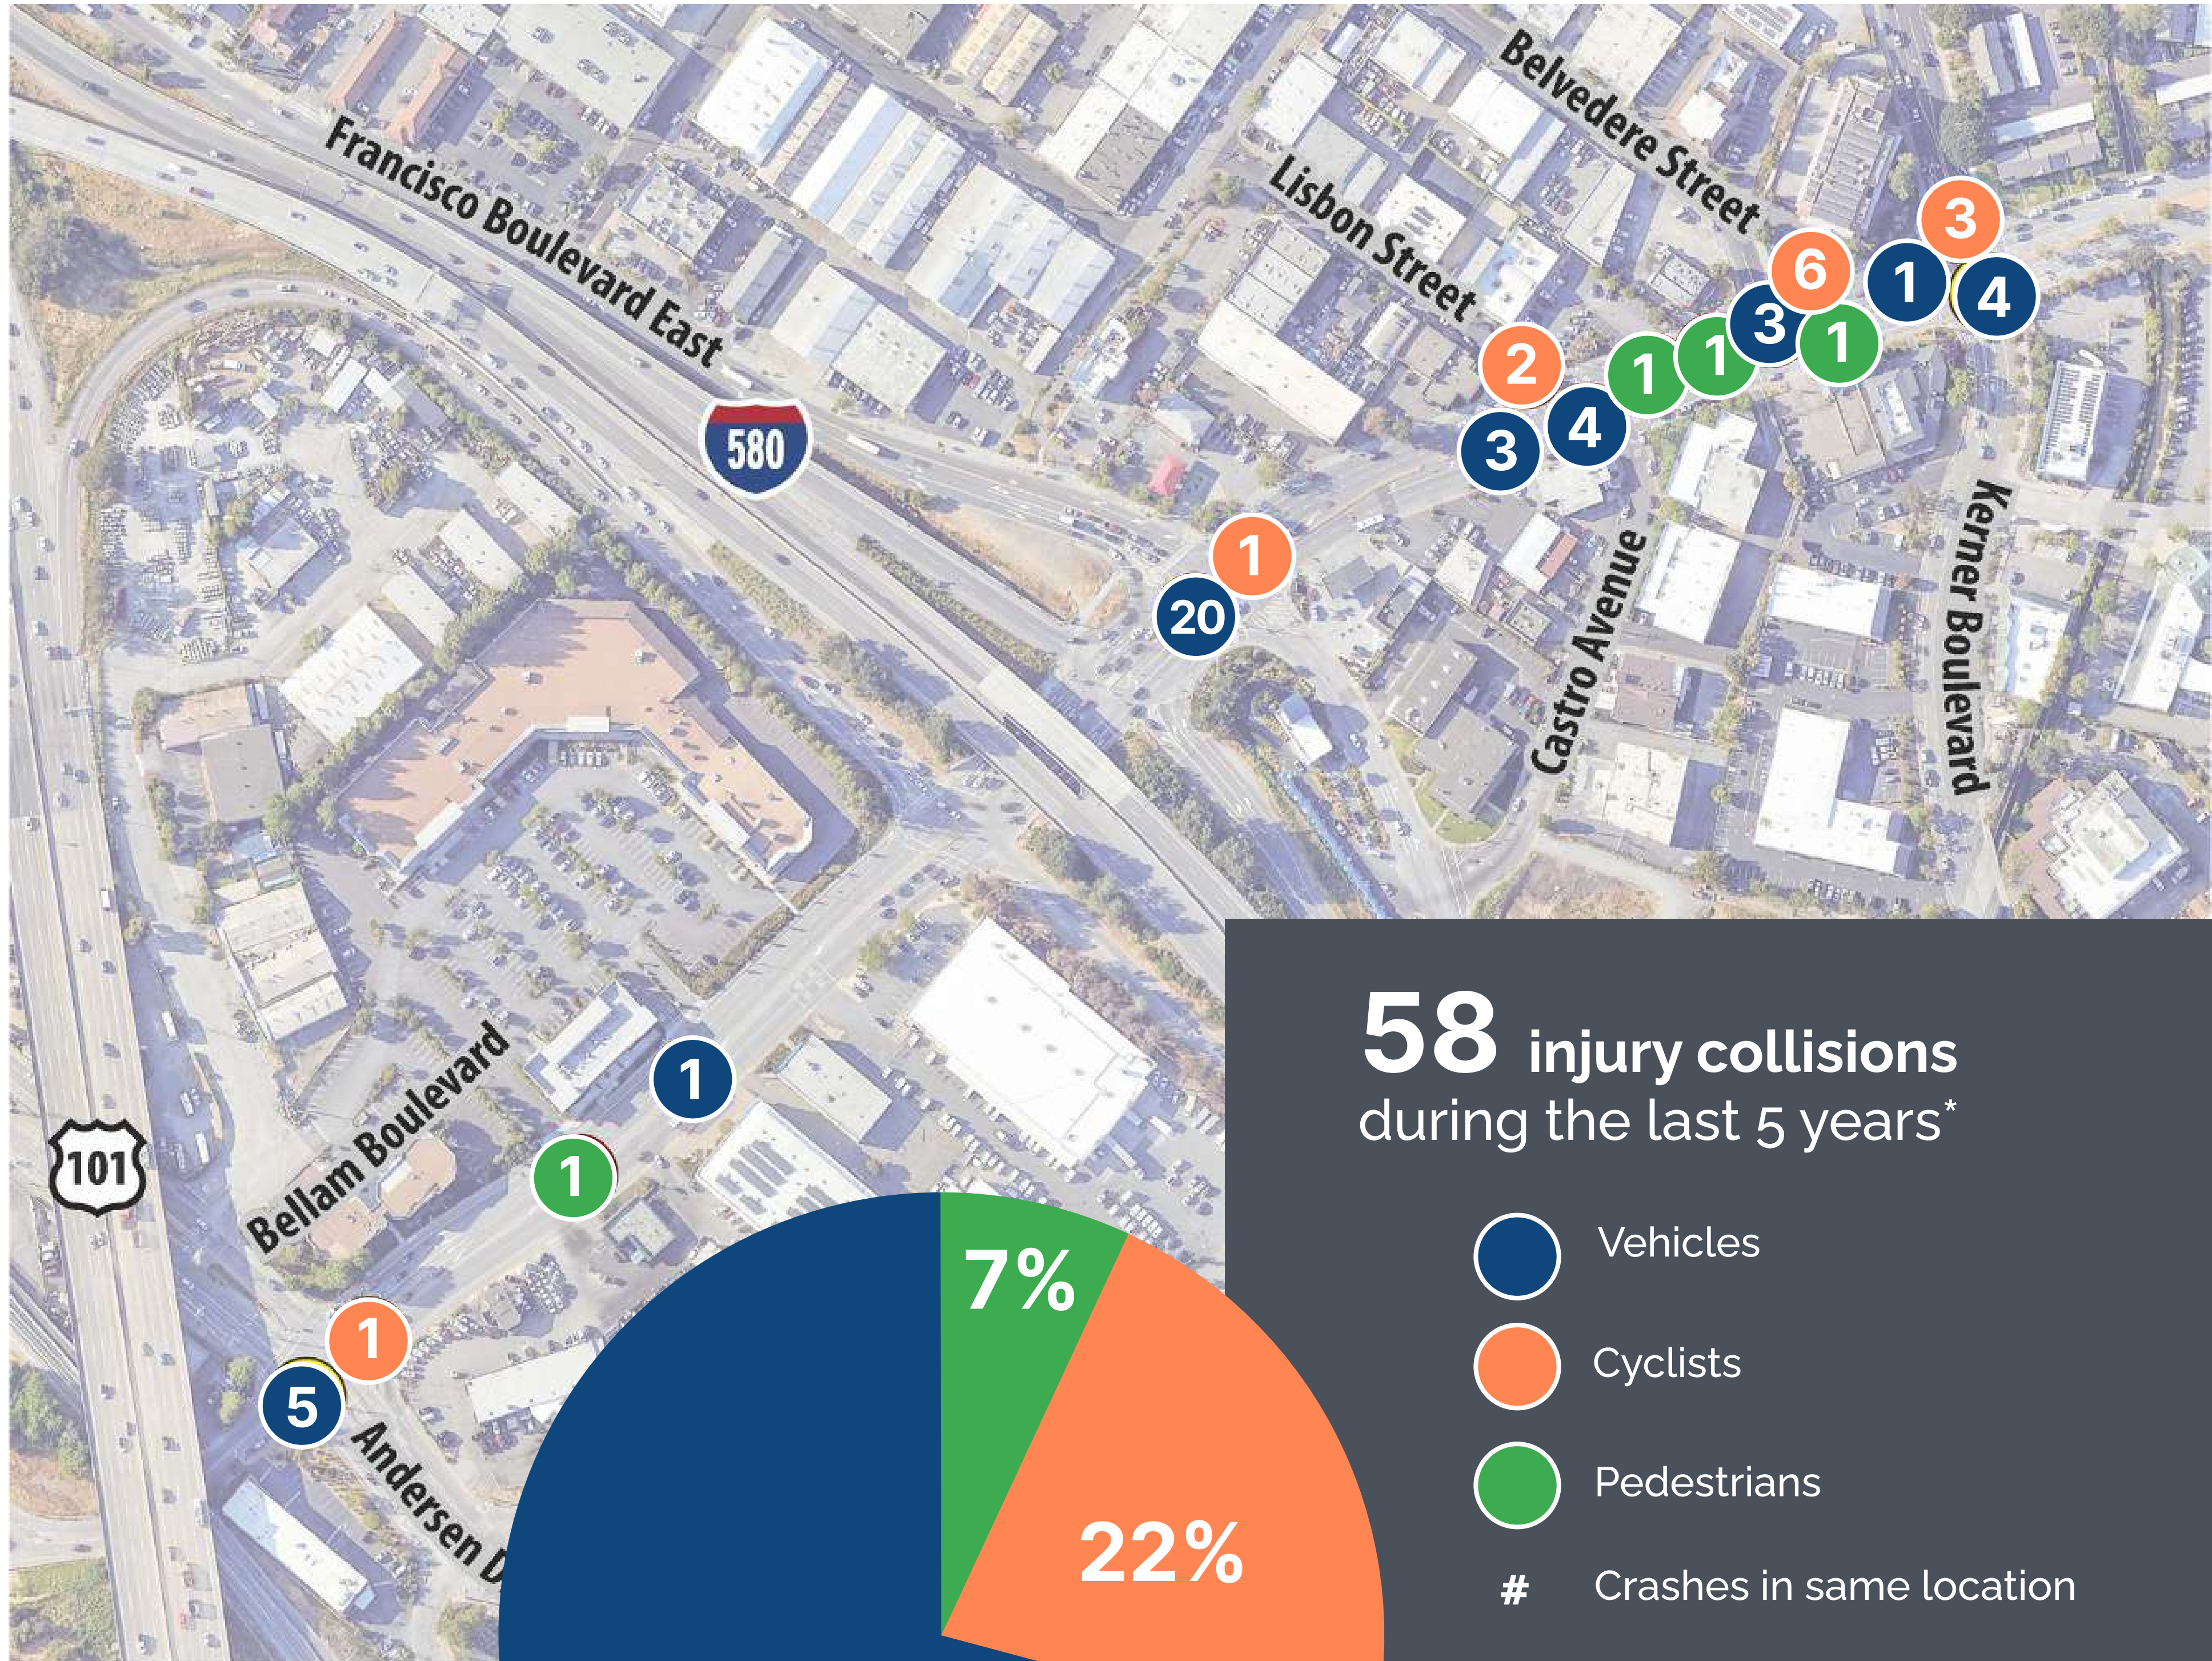 Belvedere Street
Francisco Boulevard East
Lisbon Street
3
6
1
4
3
1
1
1
2
4
3
580
1
20
Castro Avenue
Kerner Boulevard
58 injury collisions
during the last 5 years*
1
Bellam Boulevard
1
101
Vehicles
7%
1
Cyclists
5
Andersen D
Pedestrians
22%
# Crashes in same location